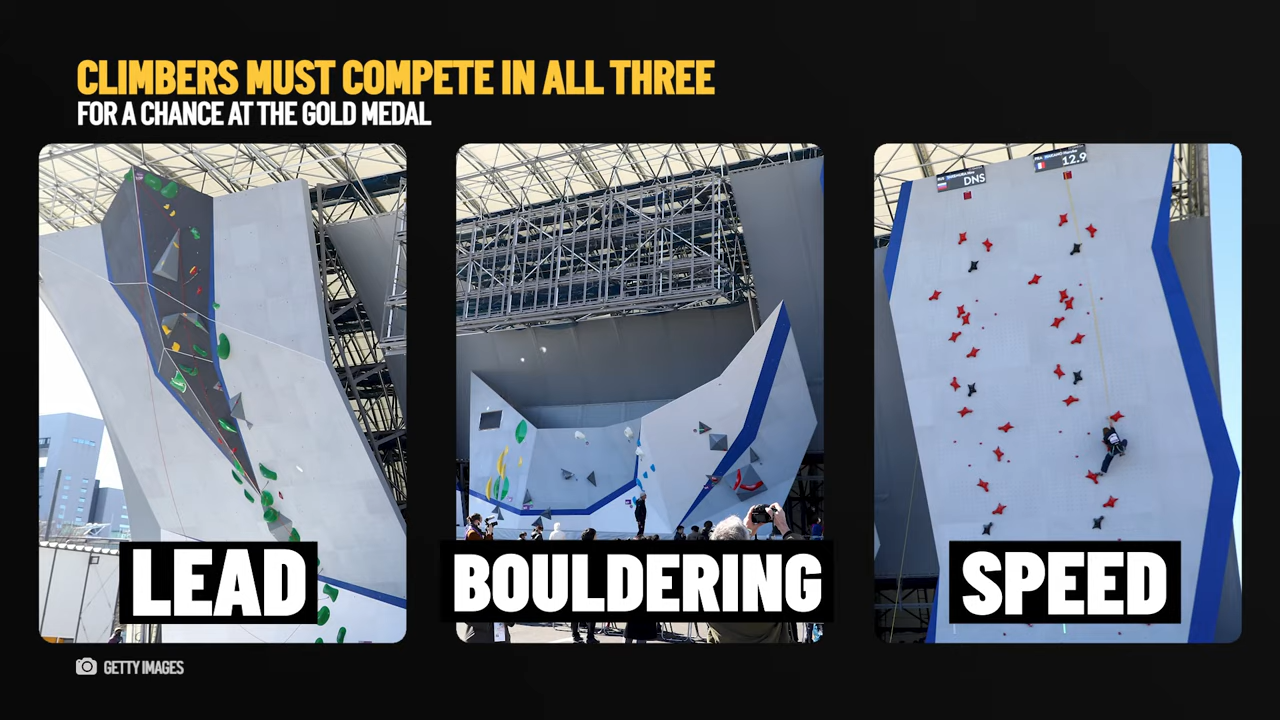 CLIMBERS MUST COMPETE IN ALL THREE
FOR A CHANCE AT THE GOLD MEDAL
DNS
12.9
LEAD
BOULDERING
SPEED
GETTY IMAGES